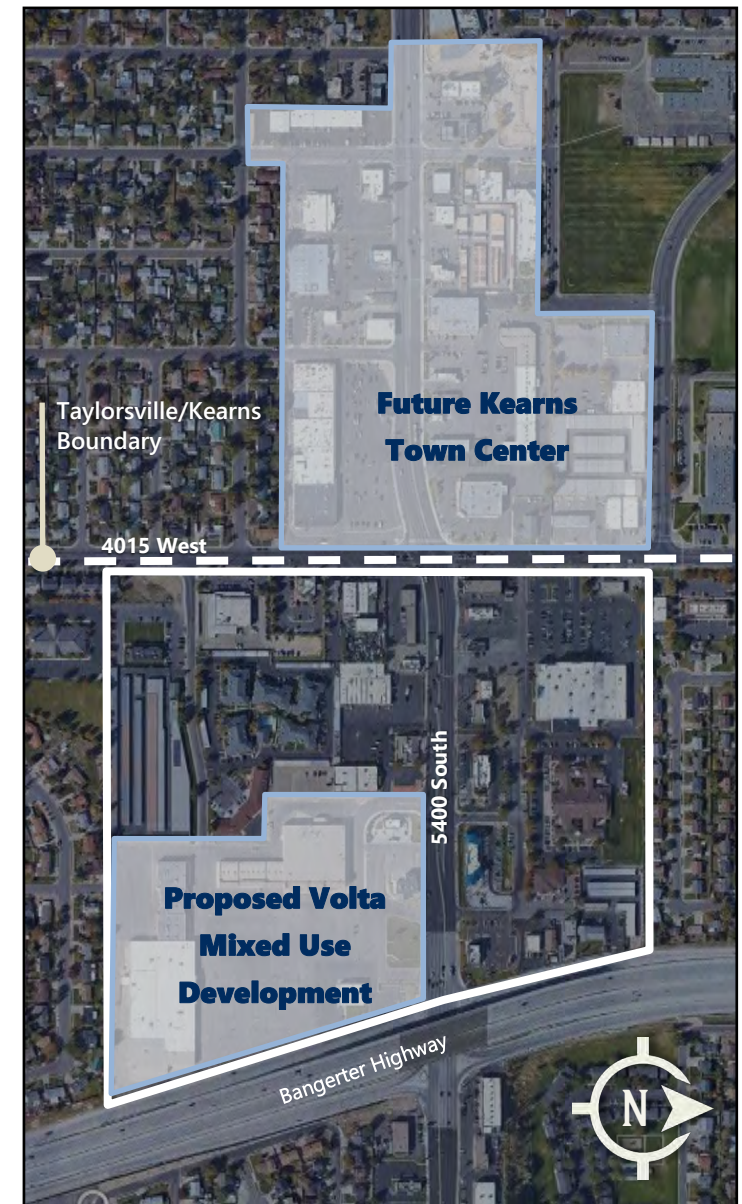 Future Kearns
Town Center
Taylorsville/Kearns
Boundary
4015 West
5400 South
Proposed Volta
Mixed Use
Development
Bangerter Highway
N